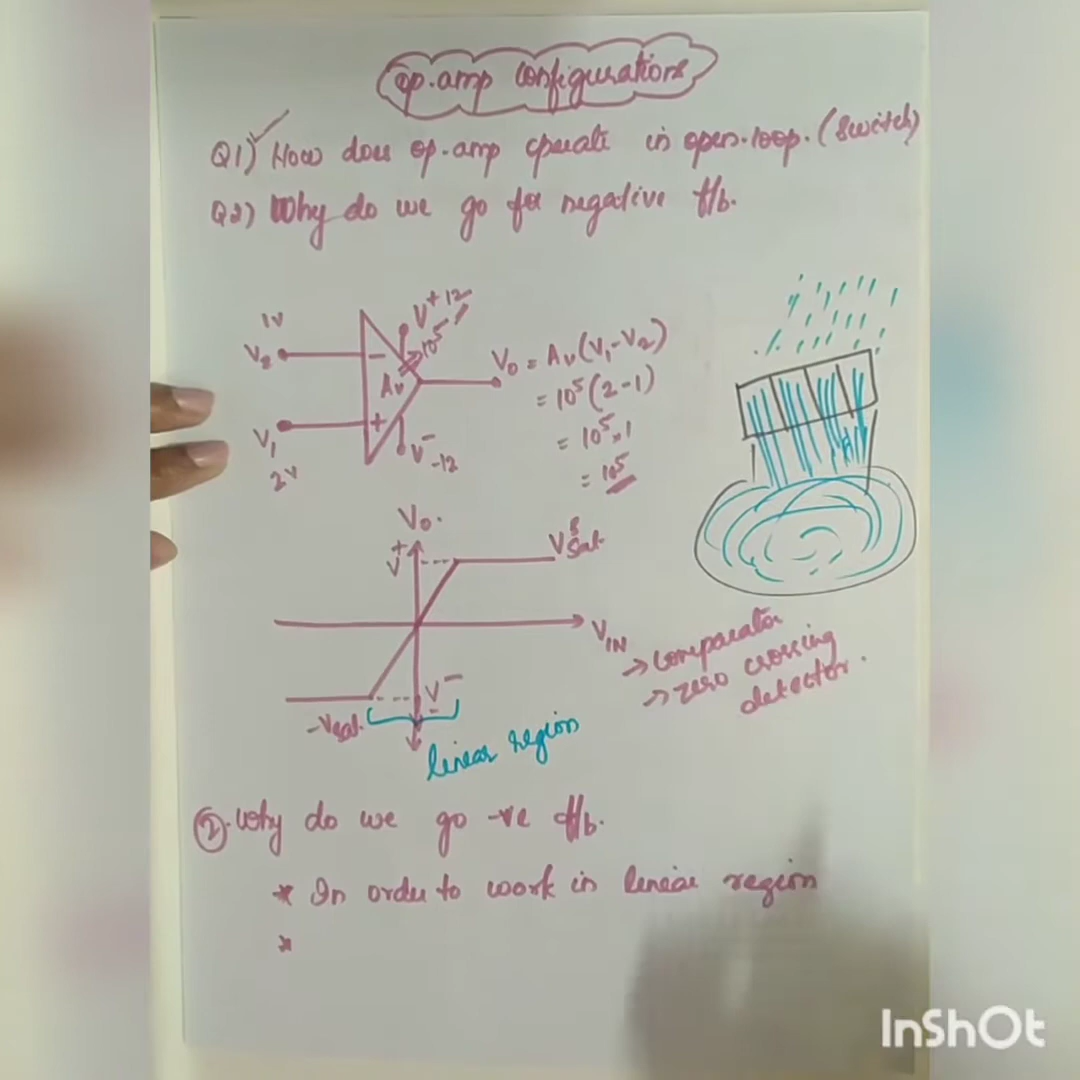 op.amp configurations
Q1) How does op.amp operate in open.loop. (switch)
Q2) Why do we go for negative f/b.
1V
V2
V+ 12
10^5
Av
V1
2V
V- -12
V0 = Av(V1-V2)
= 10^5(2-1)
= 10^5 × 1
= 10^5
V0.
V+
Vsat.
VIN
-Vsat.
V-
linear region
→ comparator
→ zero crossing
detector.
②. Why do we go -ve f/b.
* In order to work in linear region
*
InShOt